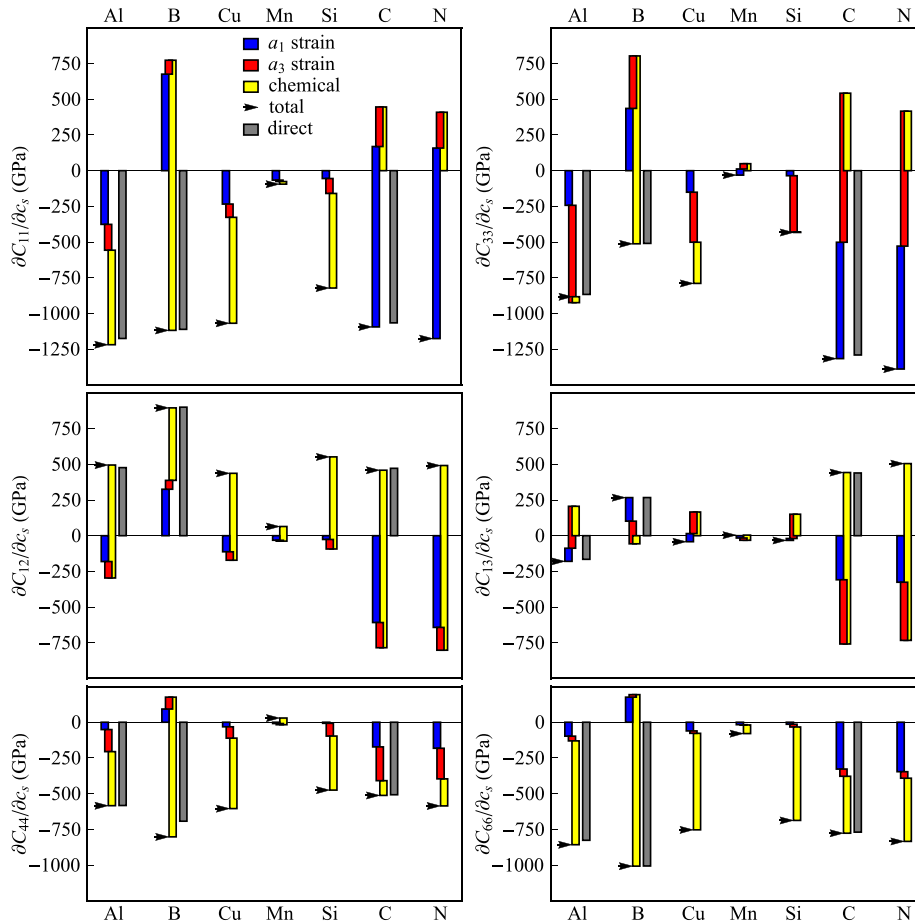 Al B Cu Mn Si C N
Al B Cu Mn Si C N
a₁ strain
a₃ strain
chemical
total
direct
750
500
250
0
−250
−500
−750
−1000
−1250
∂C₁₁/∂cₛ (GPa)
750
500
250
0
−250
−500
−750
−1000
−1250
∂C₃₃/∂cₛ (GPa)
750
500
250
0
−250
−500
−750
∂C₁₂/∂cₛ (GPa)
750
500
250
0
−250
−500
−750
∂C₁₃/∂cₛ (GPa)
0
−250
−500
−750
−1000
∂C₄₄/∂cₛ (GPa)
0
−250
−500
−750
−1000
∂C₆₆/∂cₛ (GPa)
Al B Cu Mn Si C N
Al B Cu Mn Si C N